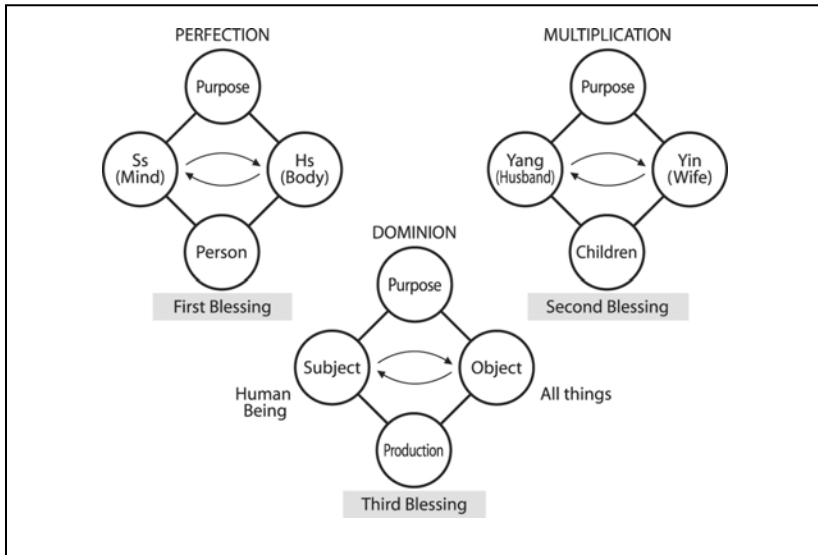 PERFECTION
Purpose
Ss
(Mind)
Hs
(Body)
Person
First Blessing
MULTIPLICATION
Purpose
Yang
(Husband)
Yin
(Wife)
Children
Second Blessing
DOMINION
Purpose
Subject
Object
Human
Being
All things
Production
Third Blessing